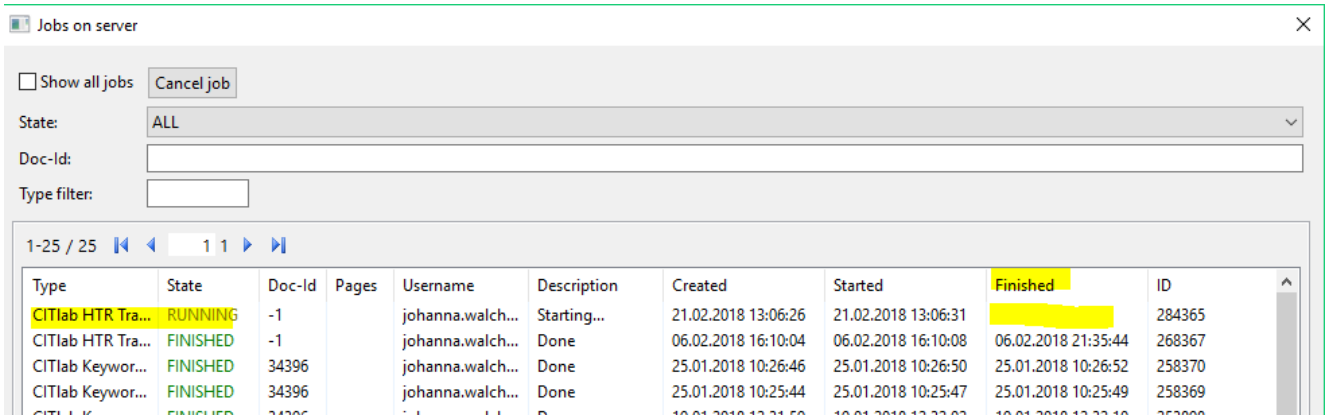 Jobs on server
Show all jobs Cancel job
State: ALL
Doc-Id:
Type filter:
1-25 / 25 1 1
Type State Doc-Id Pages Username Description Created Started Finished ID
CITlab HTR Tra... RUNNING -1 johanna.walch... Starting... 21.02.2018 13:06:26 21.02.2018 13:06:31 284365
CITlab HTR Tra... FINISHED -1 johanna.walch... Done 06.02.2018 16:10:04 06.02.2018 16:10:08 06.02.2018 21:35:44 268367
CITlab Keywor... FINISHED 34396 johanna.walch... Done 25.01.2018 10:26:46 25.01.2018 10:26:50 25.01.2018 10:26:52 258370
CITlab Keywor... FINISHED 34396 johanna.walch... Done 25.01.2018 10:25:44 25.01.2018 10:25:47 25.01.2018 10:25:49 258369